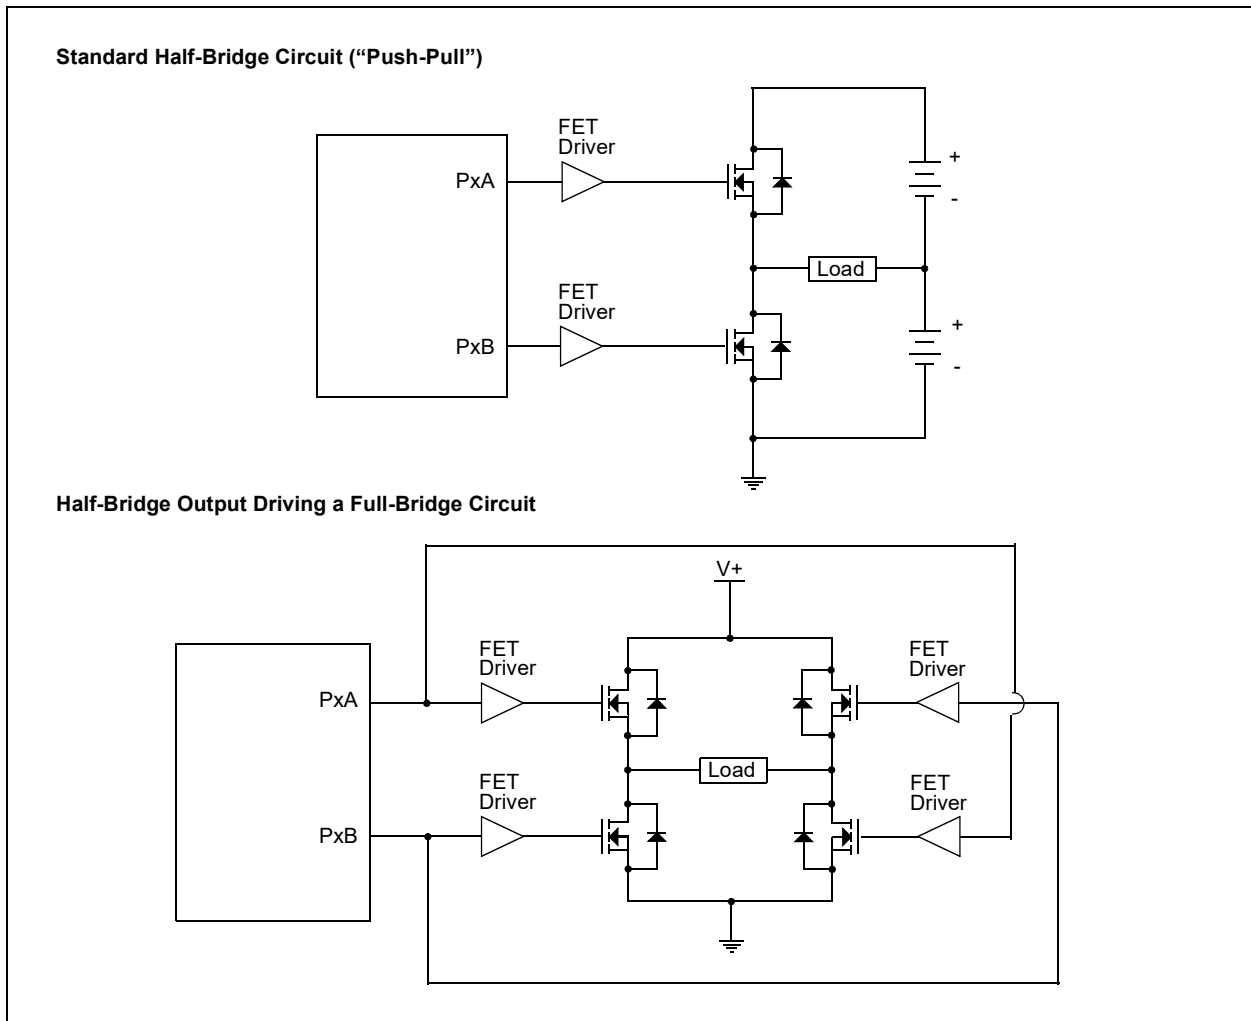 Standard Half-Bridge Circuit (“Push-Pull”)
FET
Driver
PxA
+
-
Load
FET
Driver
PxB
+
-
Half-Bridge Output Driving a Full-Bridge Circuit
V+
FET
Driver
FET
Driver
PxA
Load
FET
Driver
FET
Driver
PxB